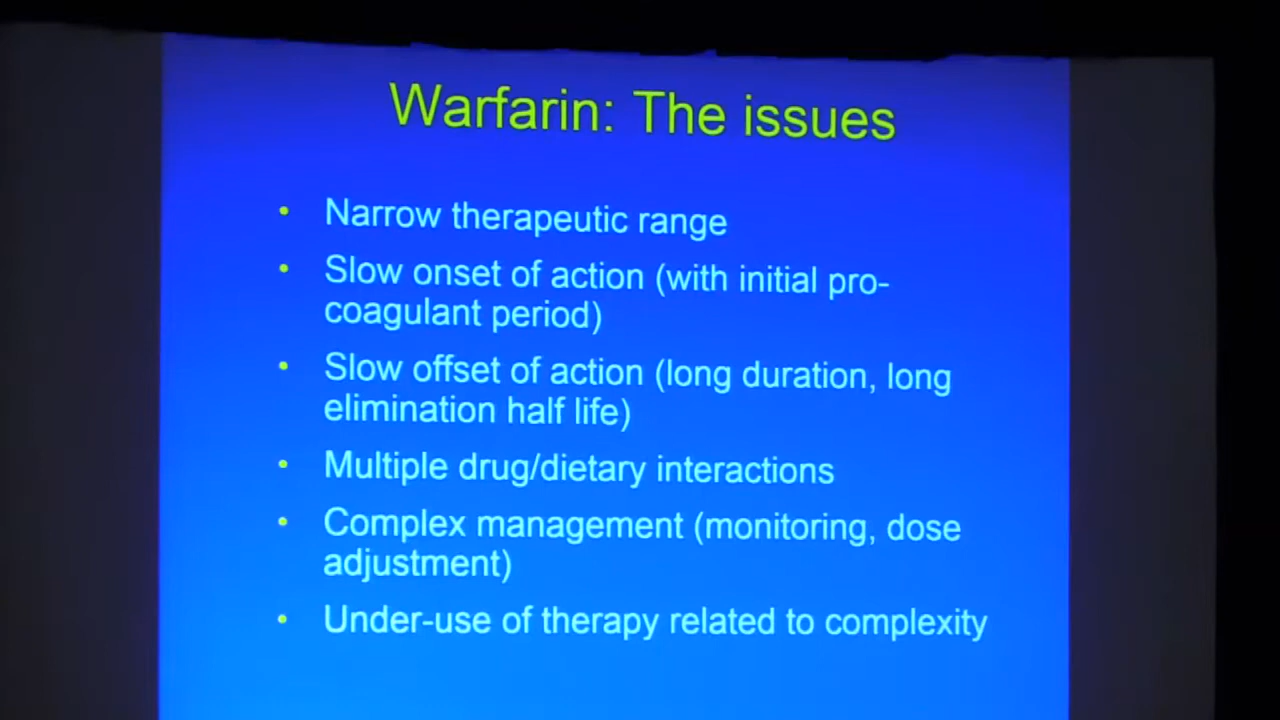 Warfarin: The issues
• Narrow therapeutic range
• Slow onset of action (with initial pro-
coagulant period)
• Slow offset of action (long duration, long
elimination half life)
• Multiple drug/dietary interactions
• Complex management (monitoring, dose
adjustment)
• Under-use of therapy related to complexity